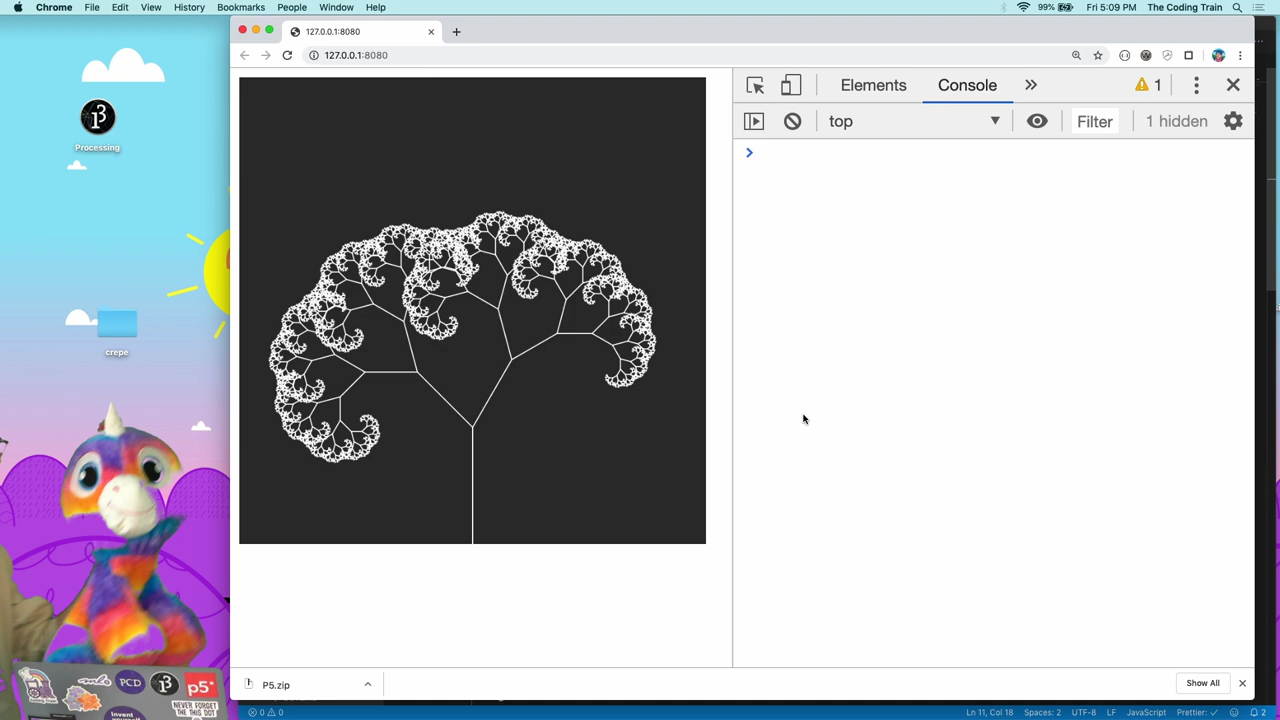 Chrome File Edit View History Bookmarks People Window Help 99% Fri 5:09 PM The Coding Train
127.0.0.1:8080
127.0.0.1:8080
Elements Console 1
top Filter 1 hidden
Processing
crepe
P5.zip Show All
PCD p5*
NEVER FORGET
THE THIS DOT
Invent
0 0 Ln 11, Col 18 Spaces: 2 UTF-8 LF JavaScript Prettier: 2